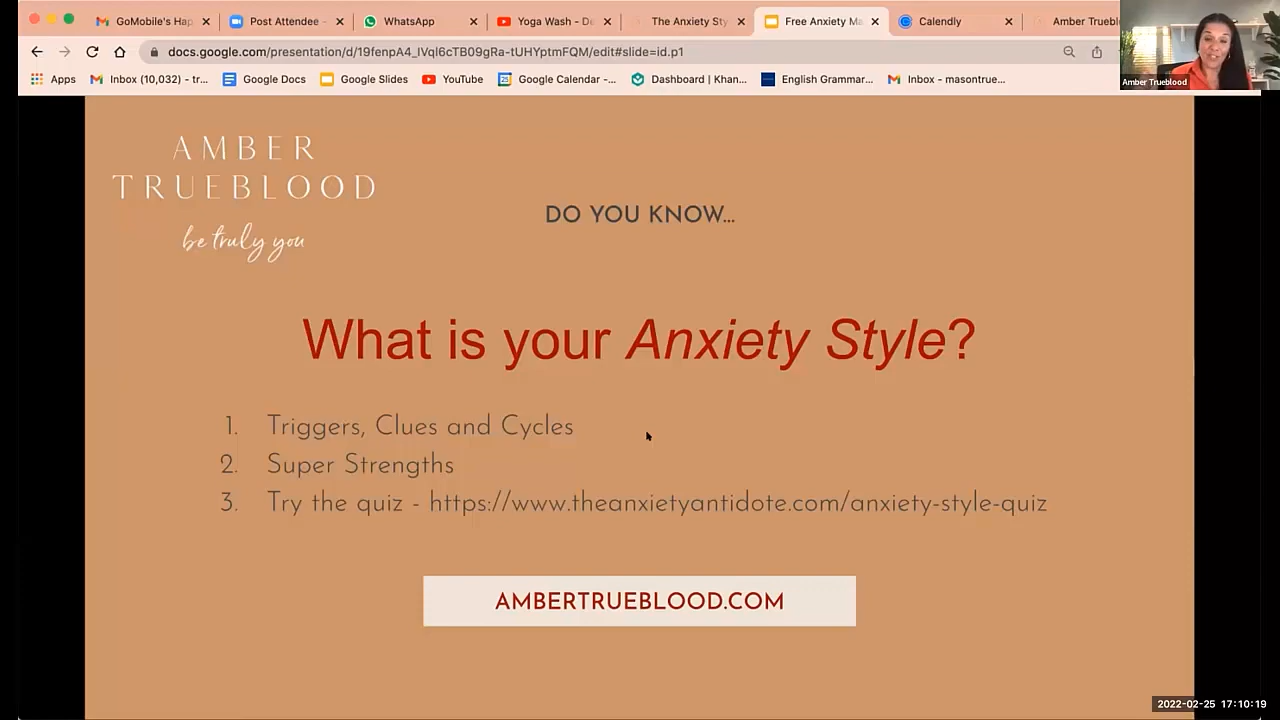 GoMobile's Hap
Post Attendee -
WhatsApp
Yoga Wash - De
The Anxiety Sty
Free Anxiety Ma
Calendly
Amber Truebl
docs.google.com/presentation/d/19fenpA4_IVqI6cTB09gRa-tUHYptmFQM/edit#slide=id.p1
Apps
Inbox (10,032) - tr...
Google Docs
Google Slides
YouTube
Google Calendar -...
Dashboard | Khan...
English Grammar...
Inbox - masontrue...
Amber Trueblood
AMBER
TRUEBLOOD
be truly you
DO YOU KNOW...
What is your Anxiety Style?
1. Triggers, Clues and Cycles
2. Super Strengths
3. Try the quiz - https://www.theanxietyantidote.com/anxiety-style-quiz
AMBERTRUEBLOOD.COM
2022-02-25 17:10:19